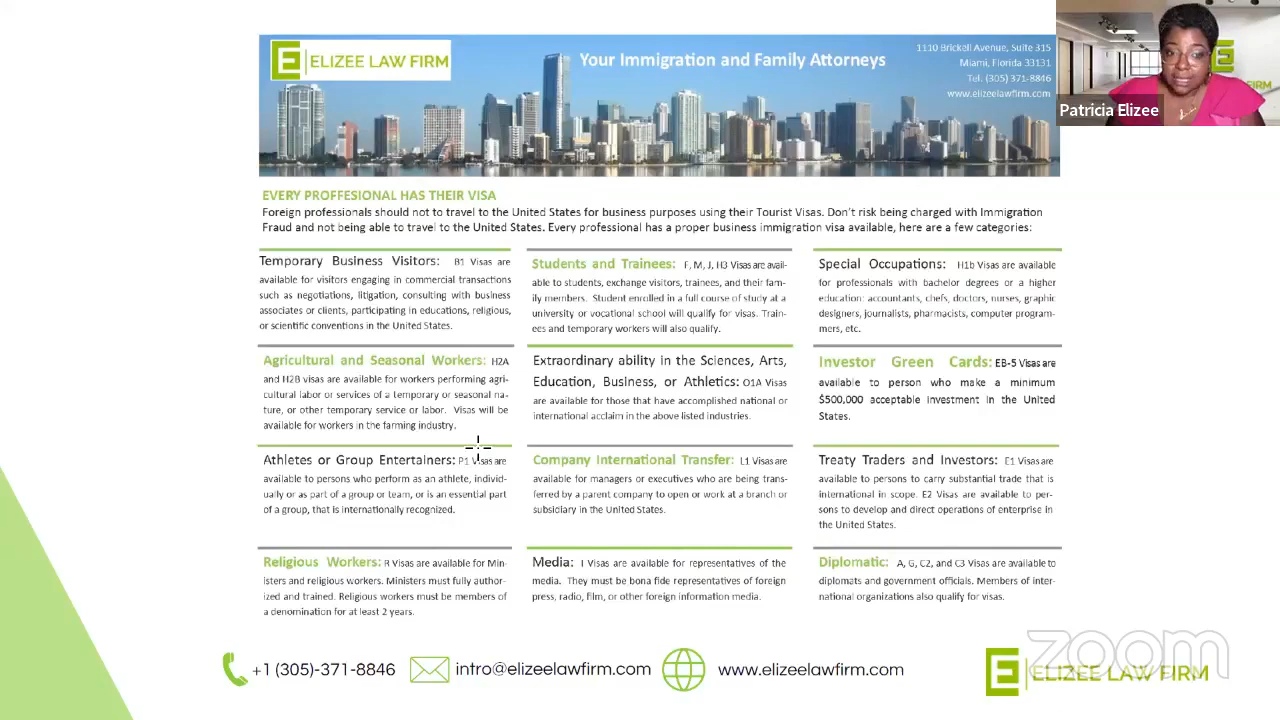 ELIZEE LAW FIRM
Your Immigration and Family Attorneys
1110 Brickell Avenue, Suite 315
Miami, Florida 33131
Tel: (305) 371-8846
www.elizeelawfirm.com
Patricia Elizee
EVERY PROFFESIONAL HAS THEIR VISA
Foreign professionals should not to travel to the United States for business purposes using their Tourist Visas. Don't risk being charged with Immigration
Fraud and not being able to travel to the United States. Every professional has a proper business immigration visa available, here are a few categories:
Temporary Business Visitors: B1 Visas are
available for visitors engaging in commercial transactions
such as negotiations, litigation, consulting with business
associates or clients, participating in educations, religious,
or scientific conventions in the United States.
Students and Trainees: F, M, J, H3 Visas are avail-
able to students, exchange visitors, trainees, and their fam-
ily members. Student enrolled in a full course of study at a
university or vocational school will qualify for visas. Train-
ees and temporary workers will also qualify.
Special Occupations: H1b Visas are available
for professionals with bachelor degrees or a higher
education: accountants, chefs, doctors, nurses, graphic
designers, journalists, pharmacists, computer program-
mers, etc.
Agricultural and Seasonal Workers: H2A
and H2B visas are available for workers performing agri-
cultural labor or services of a temporary or seasonal na-
ture, or other temporary service or labor. Visas will be
available for workers in the farming industry.
Extraordinary ability in the Sciences, Arts,
Education, Business, or Athletics: O1A Visas
are available for those that have accomplished national or
international acclaim in the above listed industries.
Investor Green Cards: EB-5 Visas are
available to person who make a minimum
$500,000 acceptable investment in the United
States.
Athletes or Group Entertainers: P1 Visas are
available to persons who perform as an athlete, individ-
ually or as part of a group or team, or is an essential part
of a group, that is internationally recognized.
Company International Transfer: L1 Visas are
available for managers or executives who are being trans-
ferred by a parent company to open or work at a branch or
subsidiary in the United States.
Treaty Traders and Investors: E1 Visas are
available to persons to carry substantial trade that is
international in scope. E2 Visas are available to per-
sons to develop and direct operations of enterprise in
the United States.
Religious Workers: R Visas are available for Min-
isters and religious workers. Ministers must fully author-
ized and trained. Religious workers must be members of
a denomination for at least 2 years.
Media: I Visas are available for representatives of the
media. They must be bona fide representatives of foreign
press, radio, film, or other foreign information media.
Diplomatic: A, G, C2, and C3 Visas are available to
diplomats and government officials. Members of inter-
national organizations also qualify for visas.
+1 (305)-371-8846
intro@elizeelawfirm.com
www.elizeelawfirm.com
ELIZEE LAW FIRM
zoom